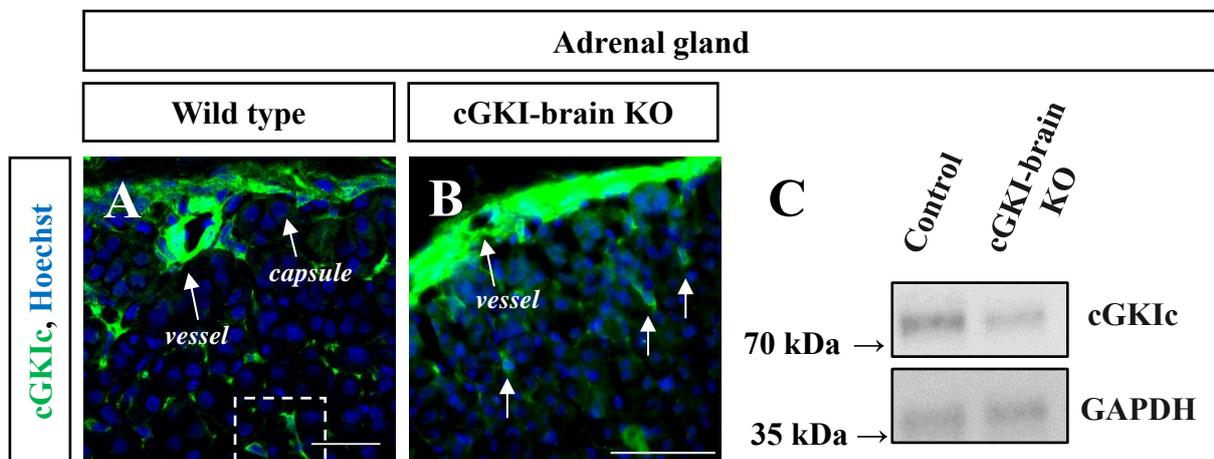 Adrenal gland
Wild type
cGKI-brain KO
cGKIc, Hoechst
A
capsule
vessel
B
vessel
C
Control
cGKI-brain
KO
cGKIc
70 kDa →
GAPDH
35 kDa →